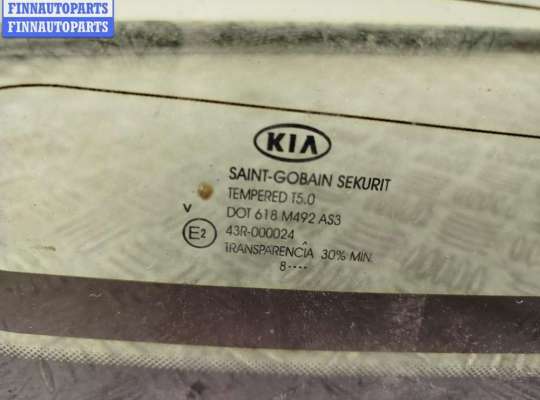 FINNAUTOPARTS
FINNAUTOPARTS
KIA
SAINT-GOBAIN SEKURIT
TEMPERED T5.0
DOT 618 M492 AS3
V
E2 43R-000024
TRANSPARÊNCIA 30% MIN.
8····